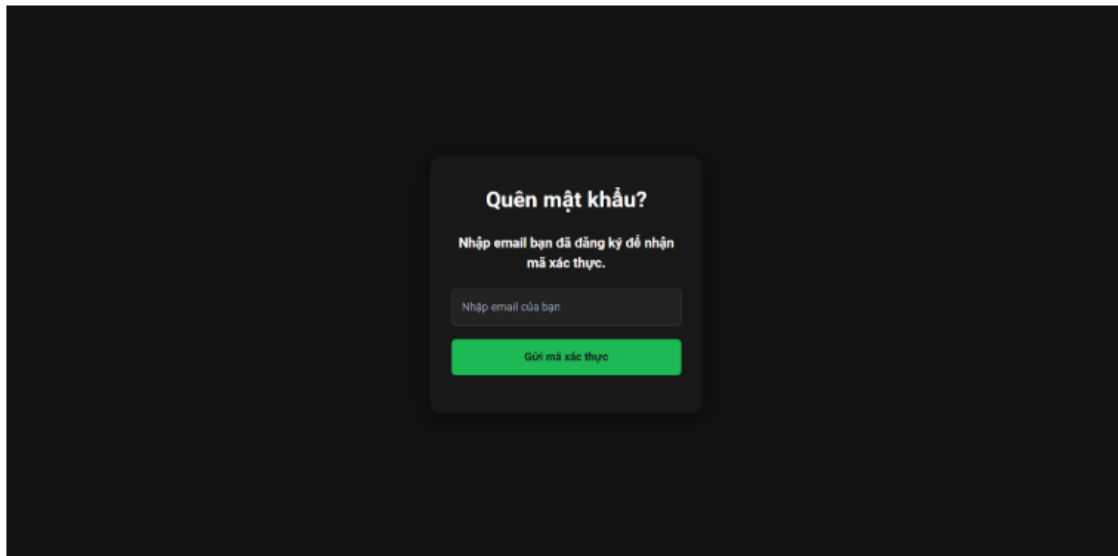 Quên mật khẩu?
Nhập email bạn đã đăng ký để nhận
mã xác thực.
Nhập email của bạn
Gửi mã xác thực